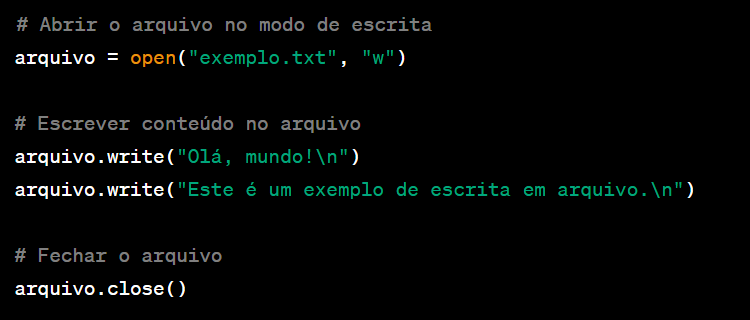 # Abrir o arquivo no modo de escrita
arquivo = open("exemplo.txt", "w")
# Escrever conteúdo no arquivo
arquivo.write("Olá, mundo!\n")
arquivo.write("Este é um exemplo de escrita em arquivo.\n")
# Fechar o arquivo
arquivo.close()